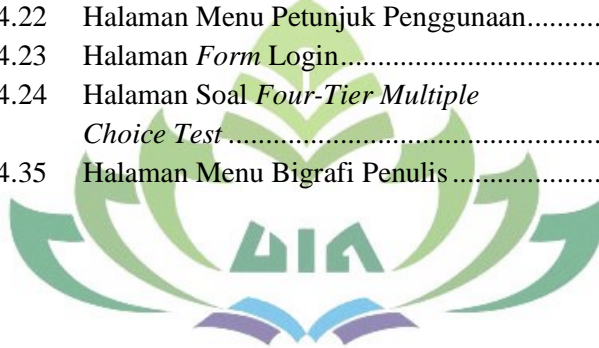 4.22 Halaman Menu Petunjuk Penggunaan..........
4.23 Halaman Form Login...................................
4.24 Halaman Soal Four-Tier Multiple
Choice Test...................................................
4.35 Halaman Menu Bigrafi Penulis....................
UIN